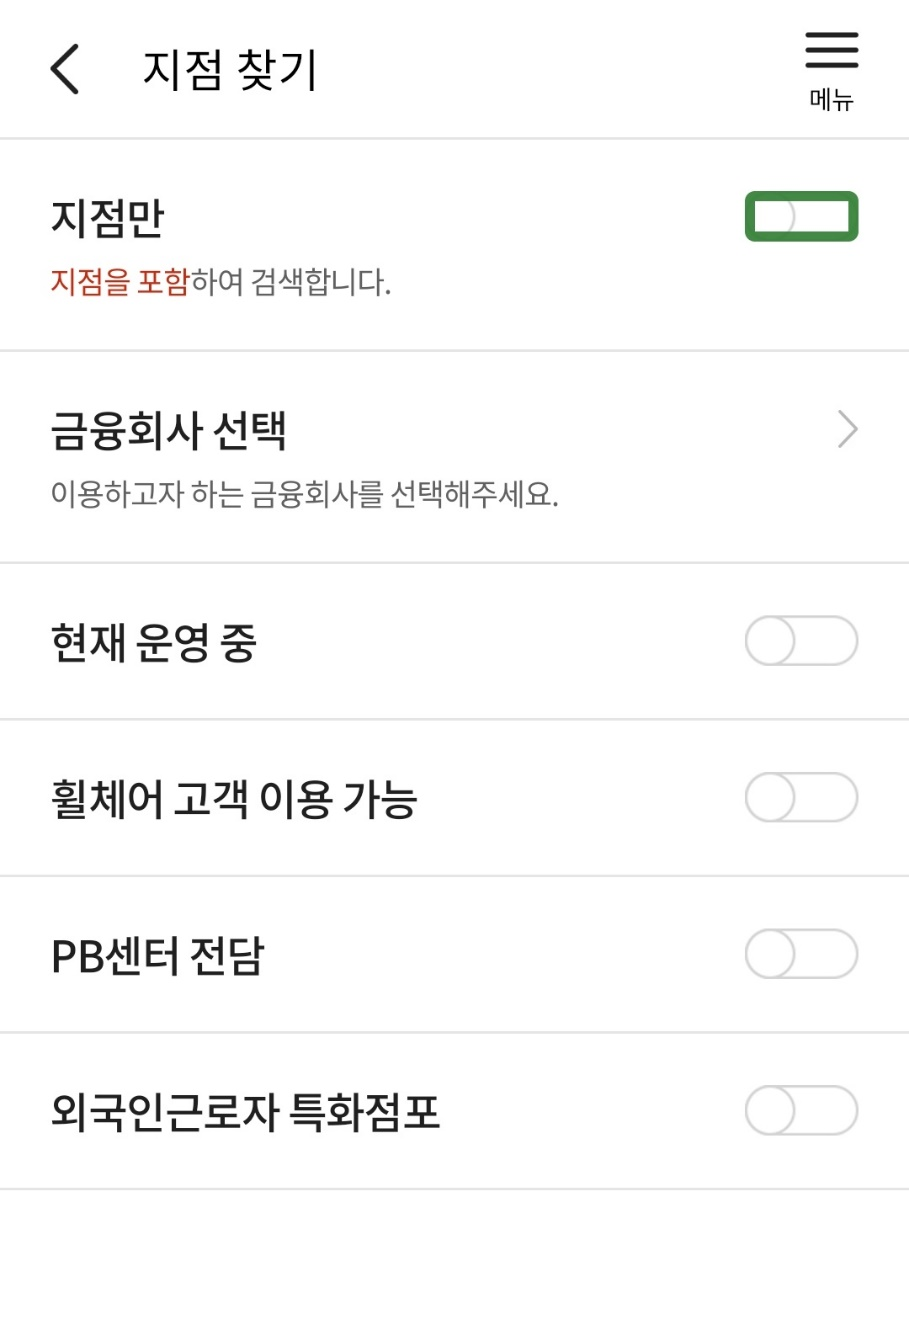 지점 찾기
메뉴
지점만
지점을 포함하여 검색합니다.
금융회사 선택
이용하고자 하는 금융회사를 선택해주세요.
현재 운영 중
휠체어 고객 이용 가능
PB센터 전담
외국인근로자 특화점포